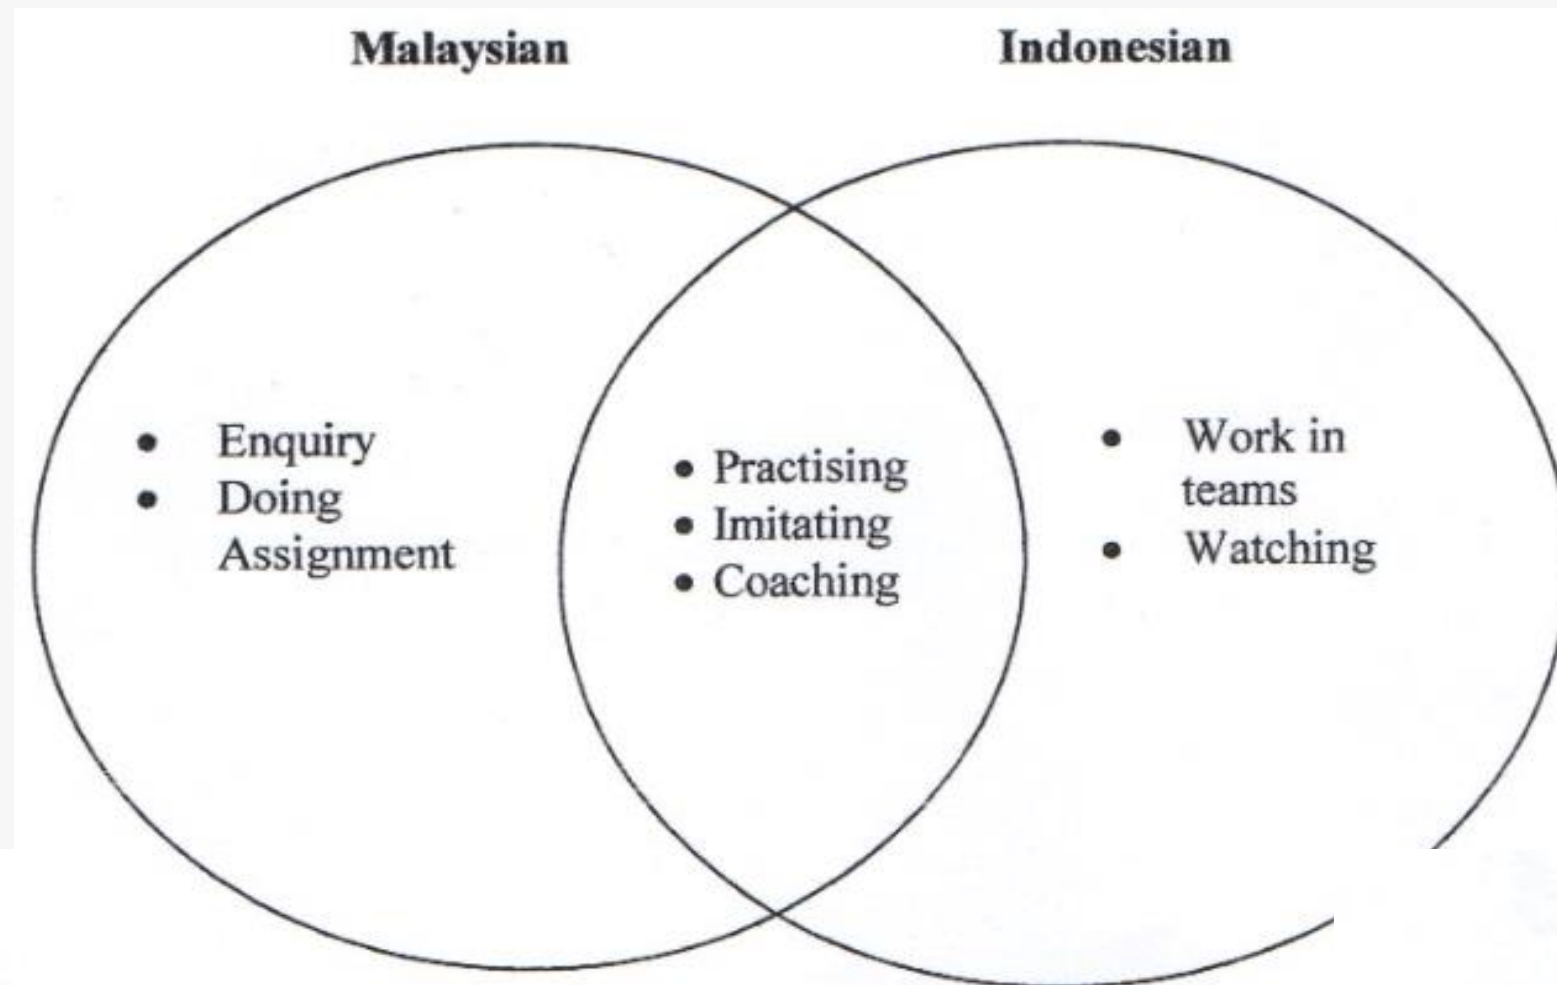 Malaysian
Indonesian
• Enquiry
• Doing
Assignment
• Practising
• Imitating
• Coaching
• Work in
teams
• Watching